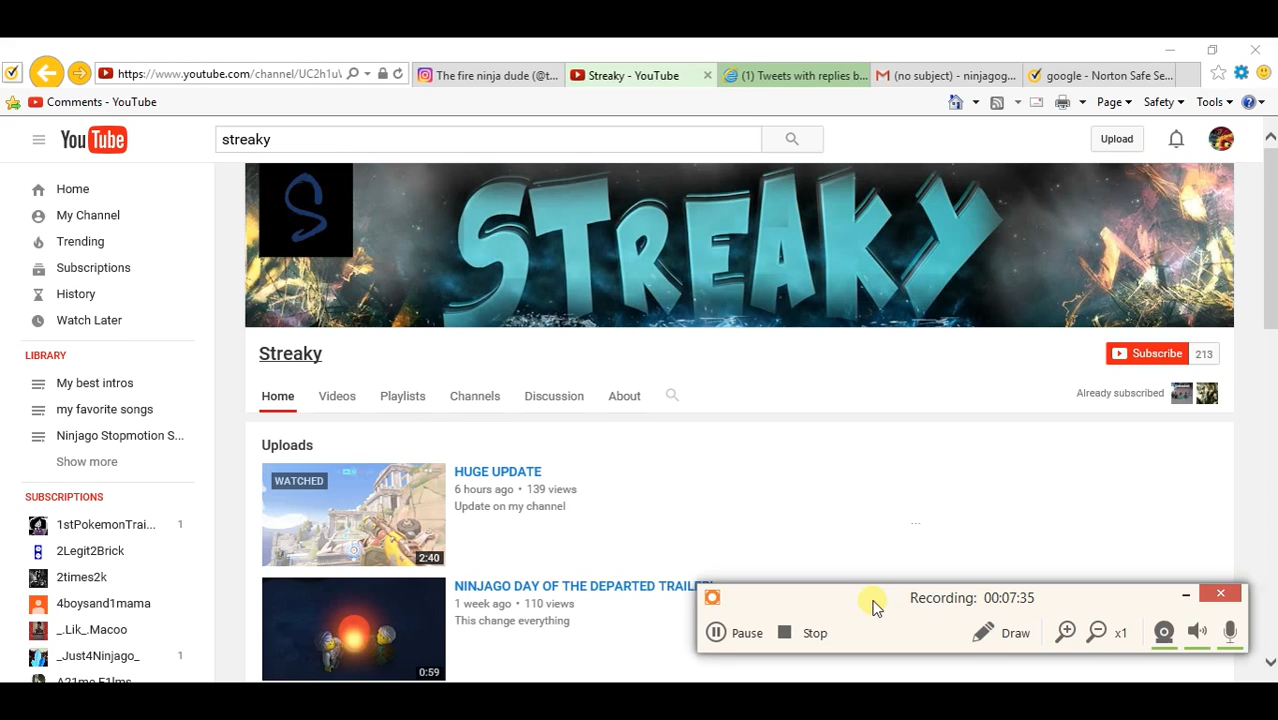 https://www.youtube.com/channel/UC2h1u
The fire ninja dude (@t...
Streaky - YouTube
(1) Tweets with replies b...
(no subject) - ninjagog...
google - Norton Safe Se...
Comments - YouTube
Page
Safety
Tools
YouTube
streaky
Upload
Home
My Channel
Trending
Subscriptions
History
Watch Later
LIBRARY
My best intros
my favorite songs
Ninjago Stopmotion S...
Show more
SUBSCRIPTIONS
1stPokemonTrai... 1
2Legit2Brick
2times2k
4boysand1mama
_.Lik_.Macoo
_Just4Ninjago_ 1
A21me F1lms
S
STREAKY
Streaky
Subscribe 213
Home Videos Playlists Channels Discussion About
Already subscribed
Uploads
WATCHED
2:40
HUGE UPDATE
6 hours ago • 139 views
Update on my channel
...
0:59
NINJAGO DAY OF THE DEPARTED TRAILER!
1 week ago • 110 views
This change everything
Recording: 00:07:35
Pause Stop Draw x1